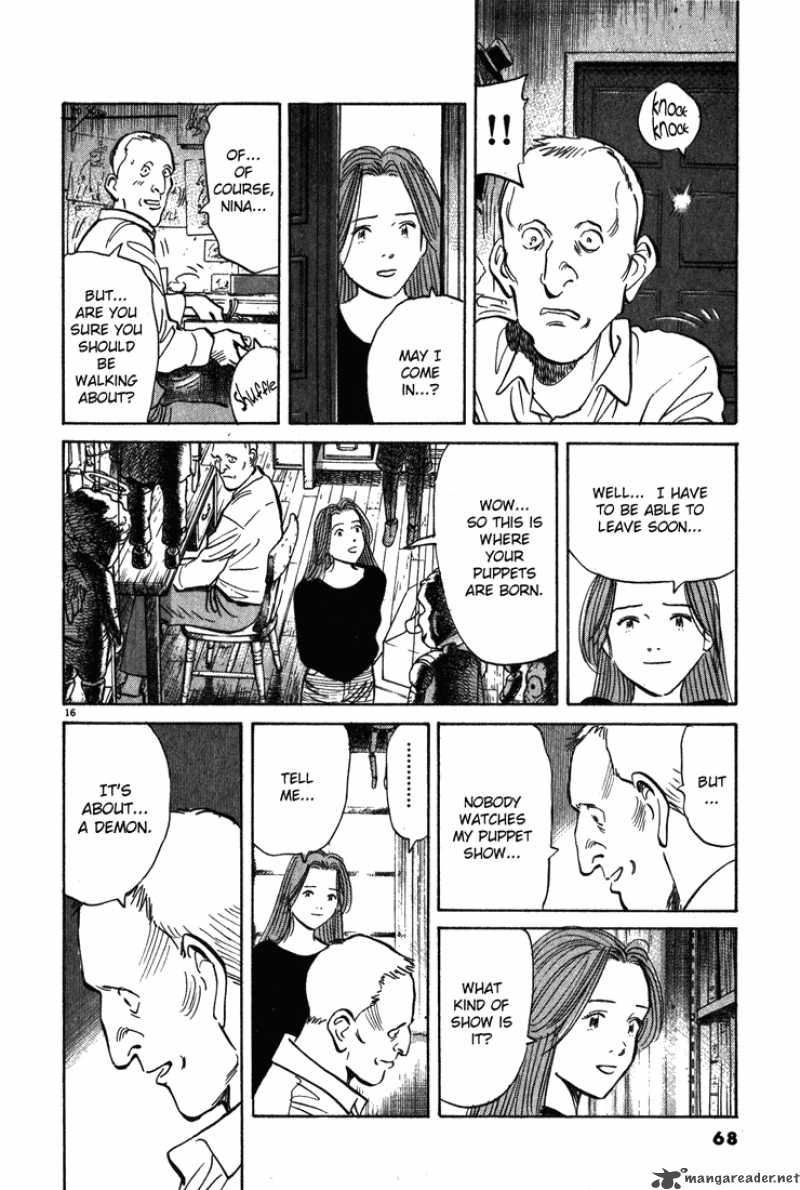 KNOCK
KNOCK
!!
MAY I
COME
IN...?
OF...
OF
COURSE,
NINA...
BUT...
ARE YOU
SURE YOU
SHOULD
BE
WALKING
ABOUT?
Shuffle
WELL... I HAVE
TO BE ABLE TO
LEAVE SOON...
WOW...
SO THIS IS
WHERE
YOUR
PUPPETS
ARE BORN.
16
BUT
...
NOBODY
WATCHES
MY PUPPET
SHOW...
WHAT
KIND OF
SHOW IS
IT?
.........
TELL
ME...
IT'S
ABOUT...
A DEMON.
68
mangareader.net